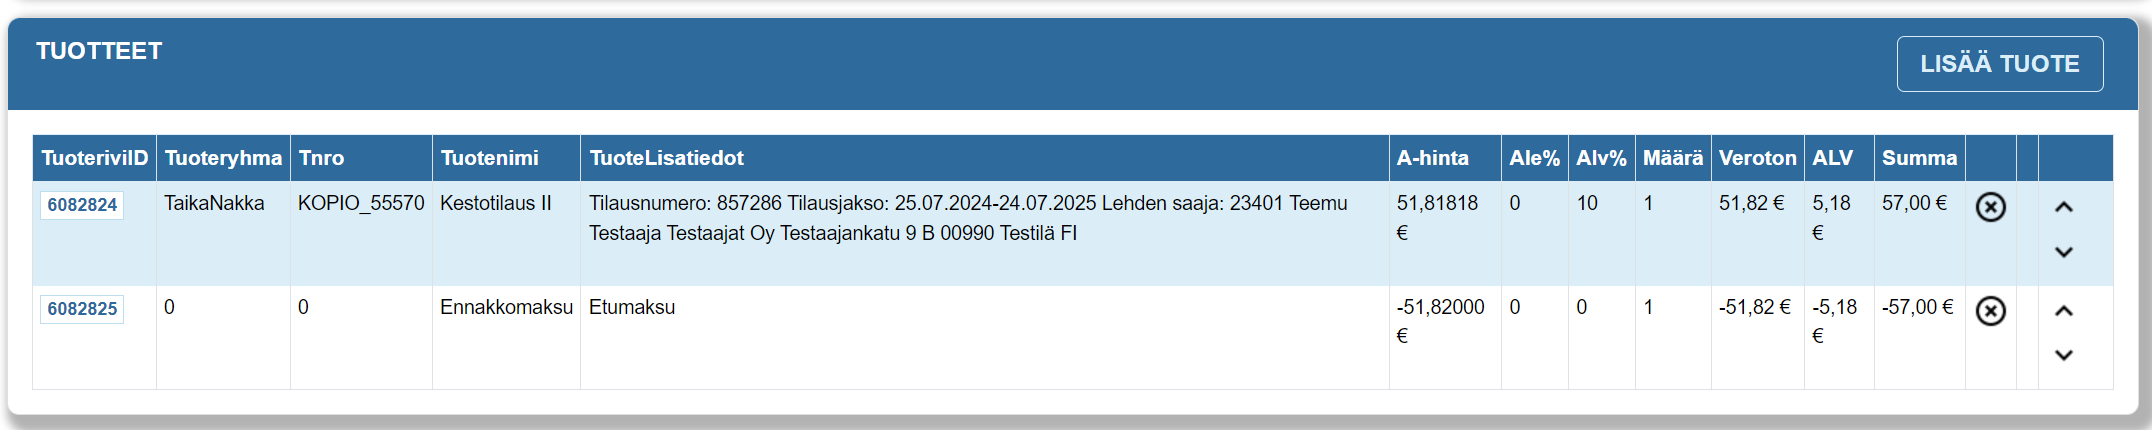 TUOTTEET
LISÄÄ TUOTE
TuoteriviID Tuoteryhma Tnro Tuotenimi TuoteLisatiedot A-hinta Ale% Alv% Määrä Veroton ALV Summa
6082824 TaikaNakka KOPIO_55570 Kestotilaus II Tilausnumero: 857286 Tilausjakso: 25.07.2024-24.07.2025 Lehden saaja: 23401 Teemu 51,81818 0 10 1 51,82 € 5,18 57,00 €
Testaaja Testaajat Oy Testaajankatu 9 B 00990 Testilä FI € €
6082825 0 0 Ennakkomaksu Etumaksu -51,82000 0 0 1 -51,82 € -5,18 -57,00 €
€ €